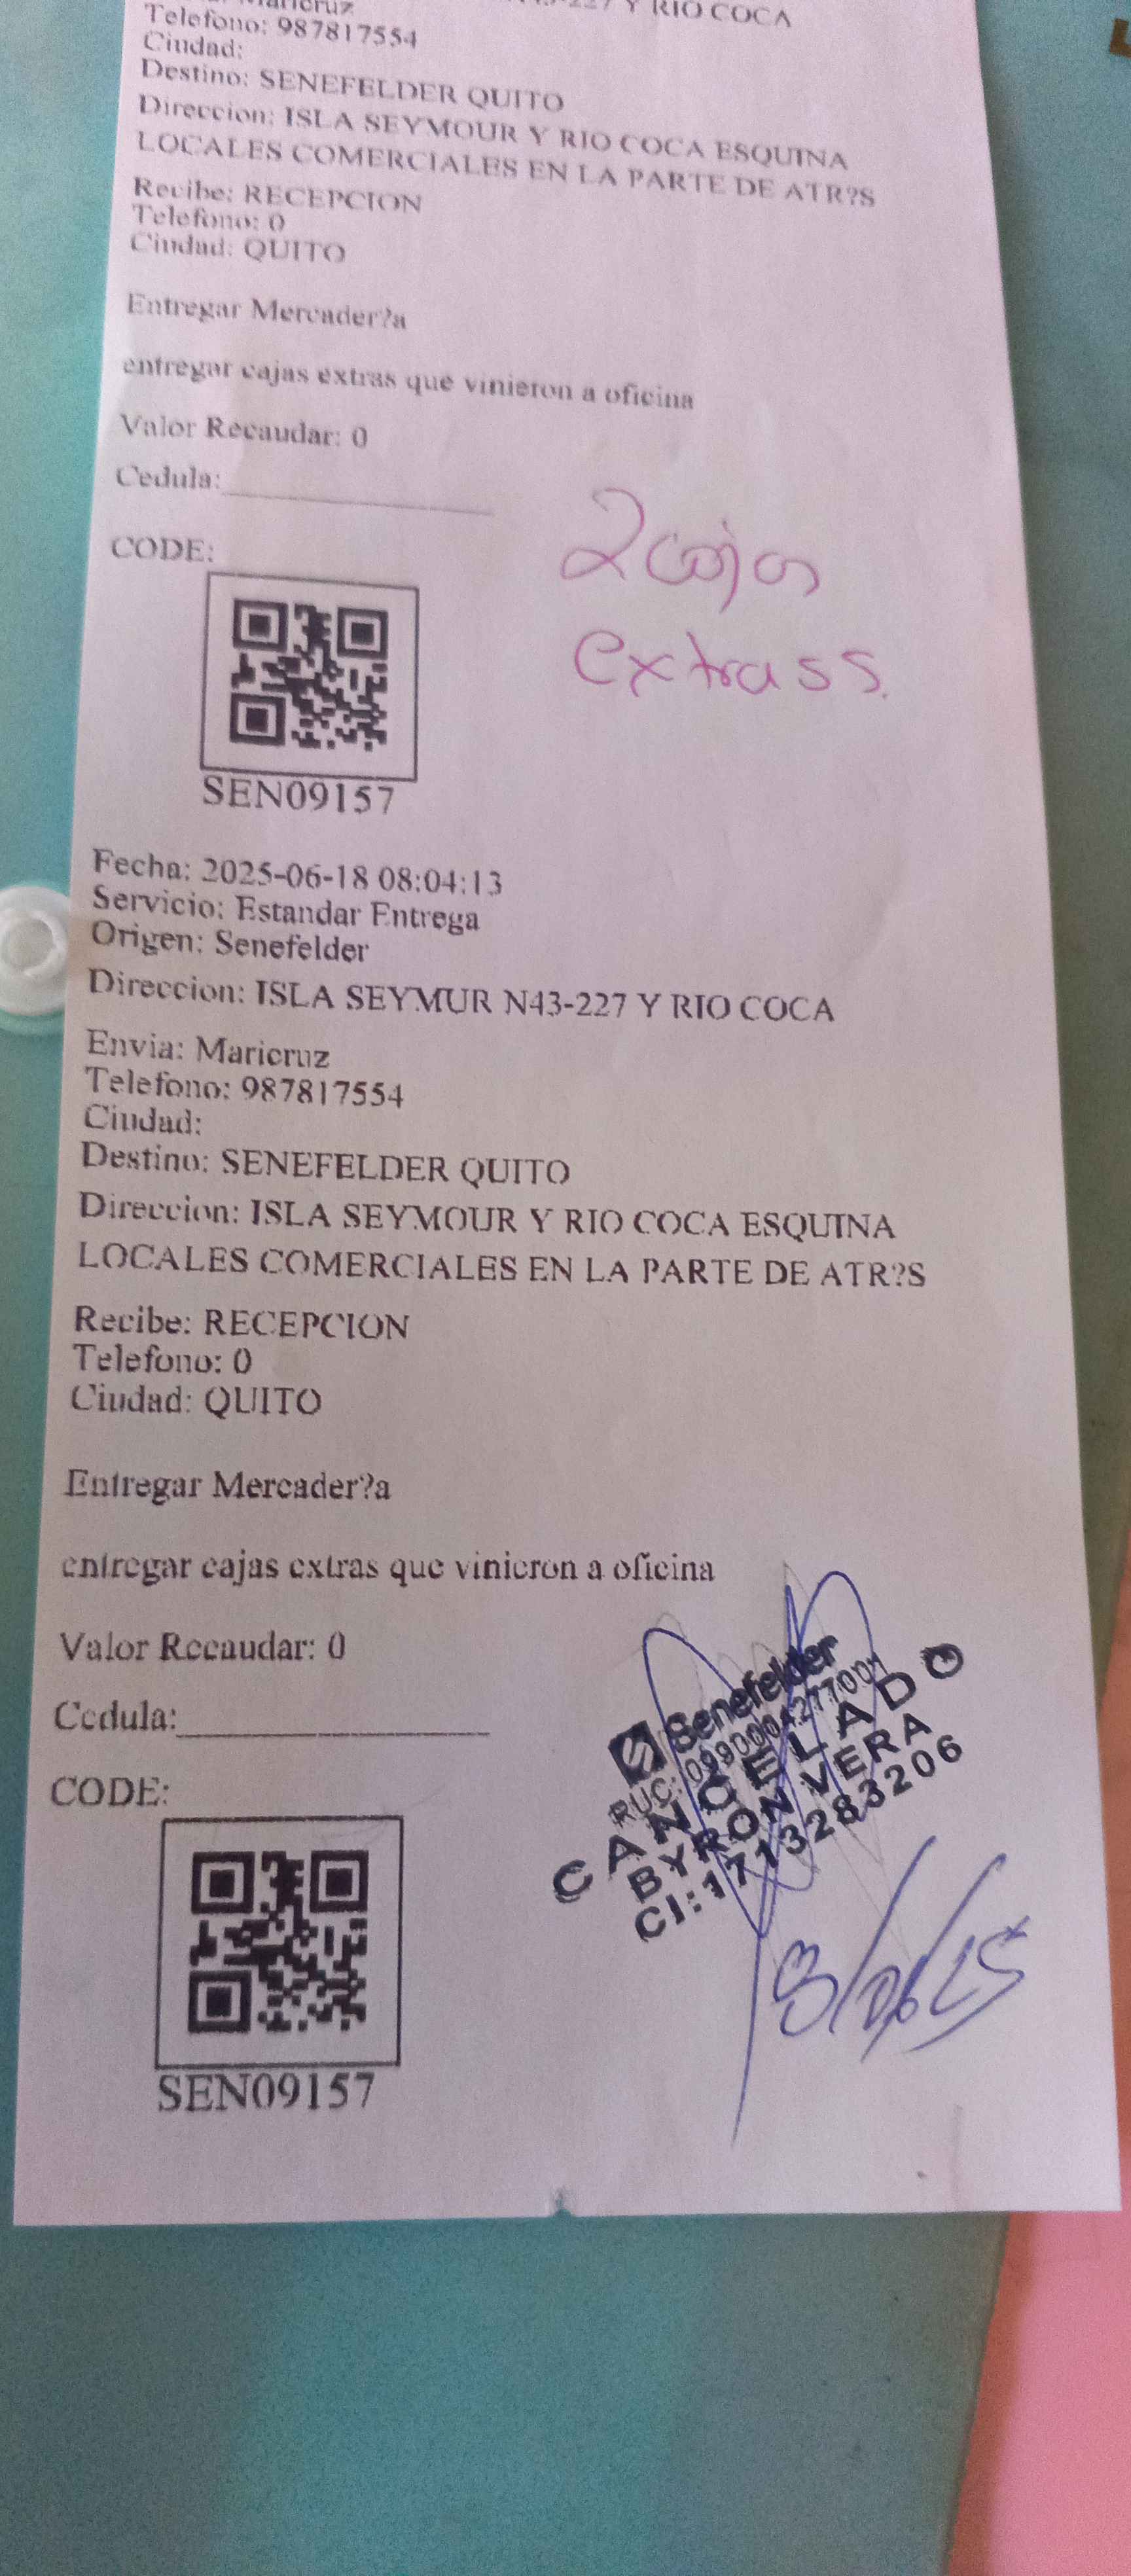 Maricruz
Y RIO COCA
Telefono: 987817554
Ciudad:
Destino: SENEFELDER QUITO
Direccion: ISLA SEYMOUR Y RIO COCA ESQUINA
LOCALES COMERCIALES EN LA PARTE DE ATR?S
Recibe: RECEPCION
Telefono: 0
Ciudad: QUITO
Entregar Mercader?a
entregar cajas extras que vinieron a oficina
Valor Recaudar: 0
Cedula:
CODE:
2 cajas
extrass.
SEN09157
Fecha: 2025-06-18 08:04:13
Servicio: Estandar Entrega
Origen: Senefelder
Direccion: ISLA SEYMUR N43-227 Y RIO COCA
Envia: Maricruz
Telefono: 987817554
Ciudad:
Destino: SENEFELDER QUITO
Direccion: ISLA SEYMOUR Y RIO COCA ESQUINA
LOCALES COMERCIALES EN LA PARTE DE ATR?S
Recibe: RECEPCION
Telefono: 0
Ciudad: QUITO
Entregar Mercader?a
entregar cajas extras que vinieron a oficina
Valor Recaudar: 0
Cedula:
CODE:
Senefelder
RUC: 0990004277001
CANCELADO
BYRON VERA
CI:1713283206
SEN09157